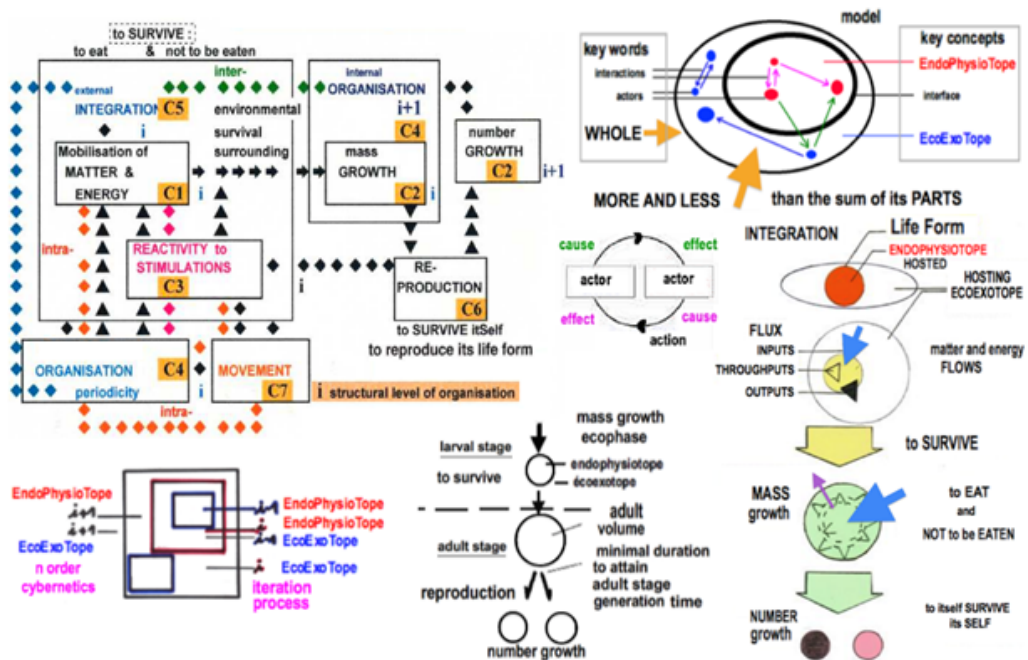 to SURVIVE :
to eat & not to be eaten
inter-
external
INTEGRATION C5
i
environmental
survival
surrounding
Mobilisation of
MATTER &
ENERGY C1
i
intra-
REACTIVITY to
STIMULATIONS
C3
internal
ORGANISATION
i+1
C4
mass
GROWTH
C2 i
number
GROWTH
C2 i+1
i
RE-
PRODUCTION
C6
to SURVIVE itSelf
to reproduce its life form
ORGANISATION C4
periodicity i
MOVEMENT
C7
intra-
i structural level of organisation
model
key words
interactions
actors
WHOLE
key concepts
EndoPhysioTope
interface
EcoExoTope
MORE AND LESS than the sum of its PARTS
cause effect
actor actor
effect cause
action
INTEGRATION
Life Form
ENDOPHYSIOTOPE
HOSTED
HOSTING
ECOEXOTOPE
FLUX
INPUTS
THROUGHPUTS
OUTPUTS
matter and energy
FLOWS
to SURVIVE
MASS
growth
to EAT
and
NOT to be EATEN
NUMBER
growth
to itself SURVIVE
its SELF
EndoPhysioTope
i+1
i+1
EcoExoTope
n order
cybernetics
i-1 EndoPhysioTope
i EndoPhysioTope
i-1 EcoExoTope
i EcoExoTope
iteration
process
mass growth
ecophase
larval stage
to survive
endophysiotope
écoexotope
adult
volume
adult stage
minimal duration
to attain
adult stage
generation time
reproduction
number growth